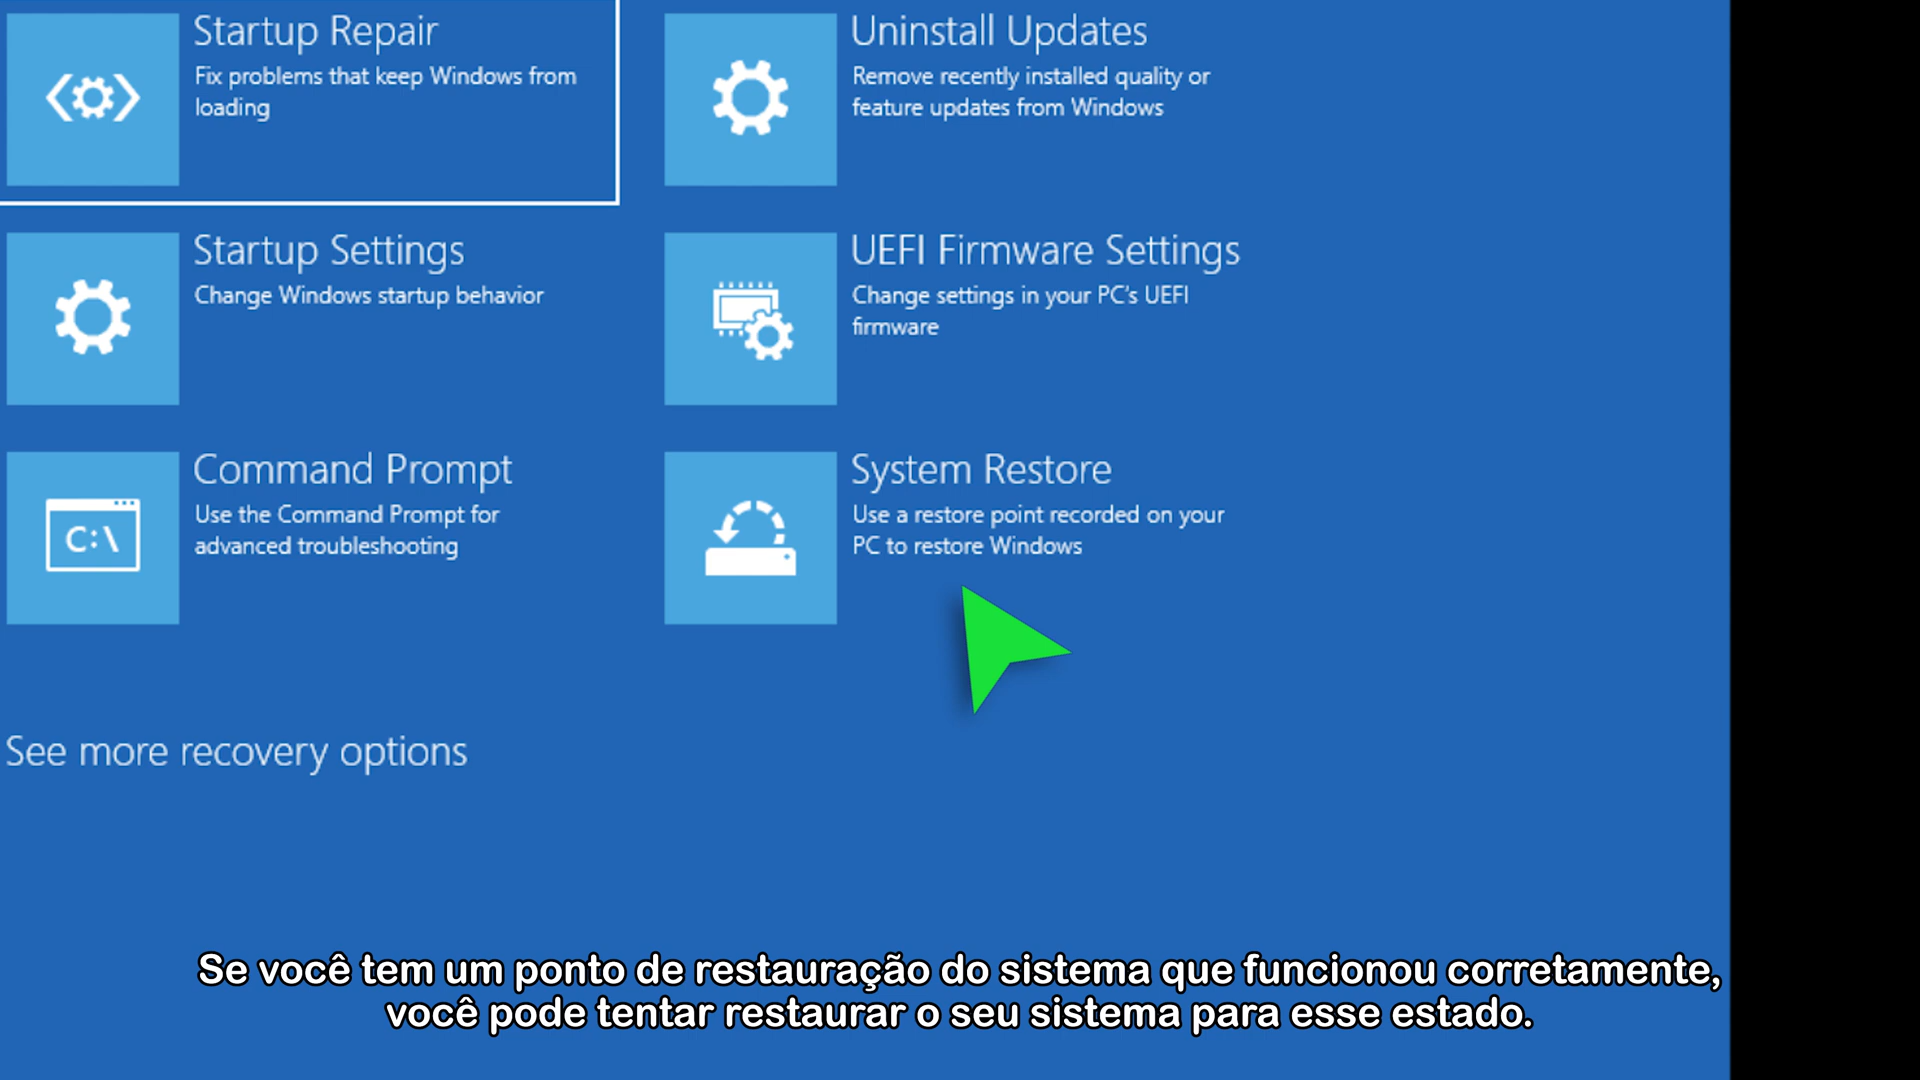 Startup Repair
Fix problems that keep Windows from
loading
Uninstall Updates
Remove recently installed quality or
feature updates from Windows
Startup Settings
Change Windows startup behavior
UEFI Firmware Settings
Change settings in your PC's UEFI
firmware
C:\
Command Prompt
Use the Command Prompt for
advanced troubleshooting
System Restore
Use a restore point recorded on your
PC to restore Windows
See more recovery options
Se você tem um ponto de restauração do sistema que funcionou corretamente,
você pode tentar restaurar o seu sistema para esse estado.